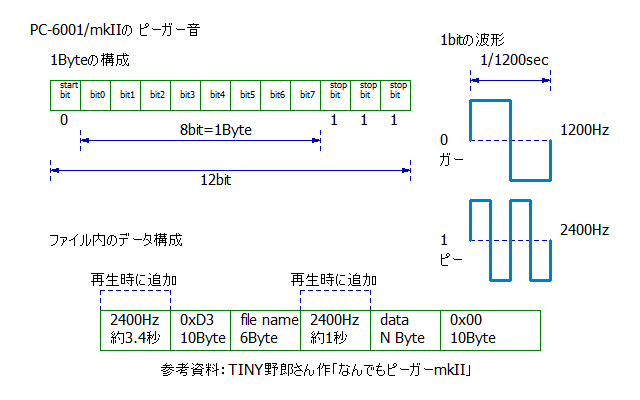 PC-6001/mkIIの ピーガー音
1Byteの構成
start bit
bit0
bit1
bit2
bit3
bit4
bit5
bit6
bit7
stop bit
stop bit
stop bit
0
1
1
1
8bit=1Byte
12bit
1bitの波形
1/1200sec
0
ガー
1200Hz
1
ピー
2400Hz
ファイル内のデータ構成
再生時に追加
再生時に追加
2400Hz
約3.4秒
0xD3
10Byte
file name
6Byte
2400Hz
約1秒
data
N Byte
0x00
10Byte
参考資料：TINY野郎さん作「なんでもピーガーmkII」